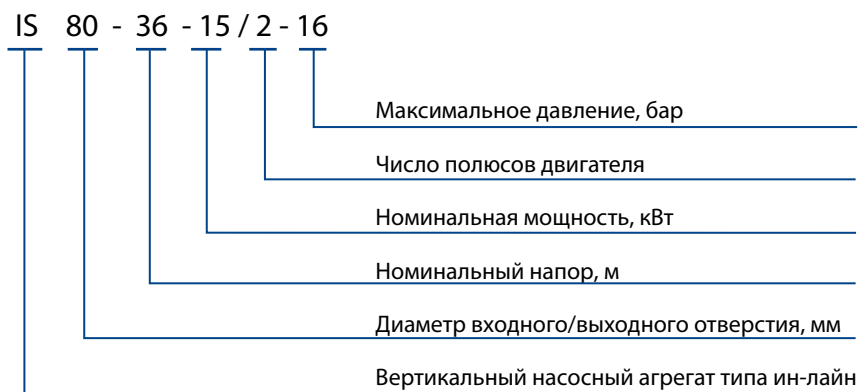 IS 80 - 36 - 15 / 2 - 16
Максимальное давление, бар
Число полюсов двигателя
Номинальная мощность, кВт
Номинальный напор, м
Диаметр входного/выходного отверстия, мм
Вертикальный насосный агрегат типа ин-лайн